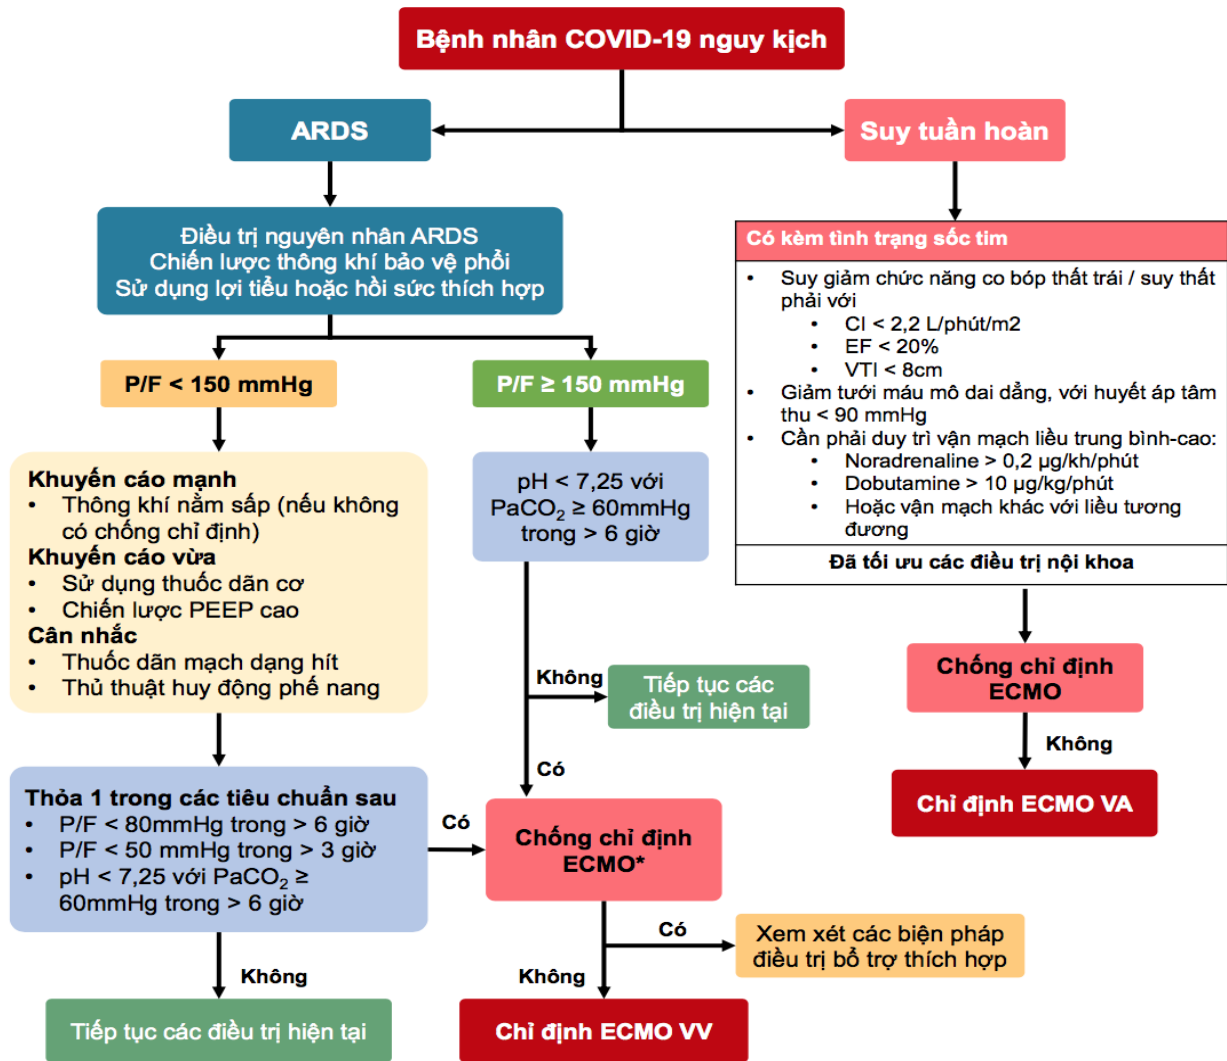 Bệnh nhân COVID-19 nguy kịch
ARDS
Suy tuần hoàn
Điều trị nguyên nhân ARDS
Chiến lược thông khí bảo vệ phổi
Sử dụng lợi tiểu hoặc hồi sức thích hợp
P/F < 150 mmHg
P/F ≥ 150 mmHg
Khuyến cáo mạnh
• Thông khí nằm sấp (nếu không
có chống chỉ định)
Khuyến cáo vừa
• Sử dụng thuốc dãn cơ
• Chiến lược PEEP cao
Cân nhắc
• Thuốc dãn mạch dạng hít
• Thủ thuật huy động phế nang
pH < 7,25 với
PaCO₂ ≥ 60mmHg
trong > 6 giờ
Không
Tiếp tục các
điều trị hiện tại
Có
Thỏa 1 trong các tiêu chuẩn sau
• P/F < 80mmHg trong > 6 giờ
• P/F < 50 mmHg trong > 3 giờ
• pH < 7,25 với PaCO₂ ≥
60mmHg trong > 6 giờ
Có
Chống chỉ định
ECMO*
Có
Xem xét các biện pháp
điều trị bổ trợ thích hợp
Không
Không
Tiếp tục các điều trị hiện tại
Chỉ định ECMO VV
Có kèm tình trạng sốc tim
• Suy giảm chức năng co bóp thất trái / suy thất
phải với
• CI < 2,2 L/phút/m2
• EF < 20%
• VTI < 8cm
• Giảm tưới máu mô dai dẳng, với huyết áp tâm
thu < 90 mmHg
• Cần phải duy trì vận mạch liều trung bình-cao:
• Noradrenaline > 0,2 µg/kh/phút
• Dobutamine > 10 µg/kg/phút
• Hoặc vận mạch khác với liều tương
đương
Đã tối ưu các điều trị nội khoa
Chống chỉ định
ECMO
Không
Chỉ định ECMO VA